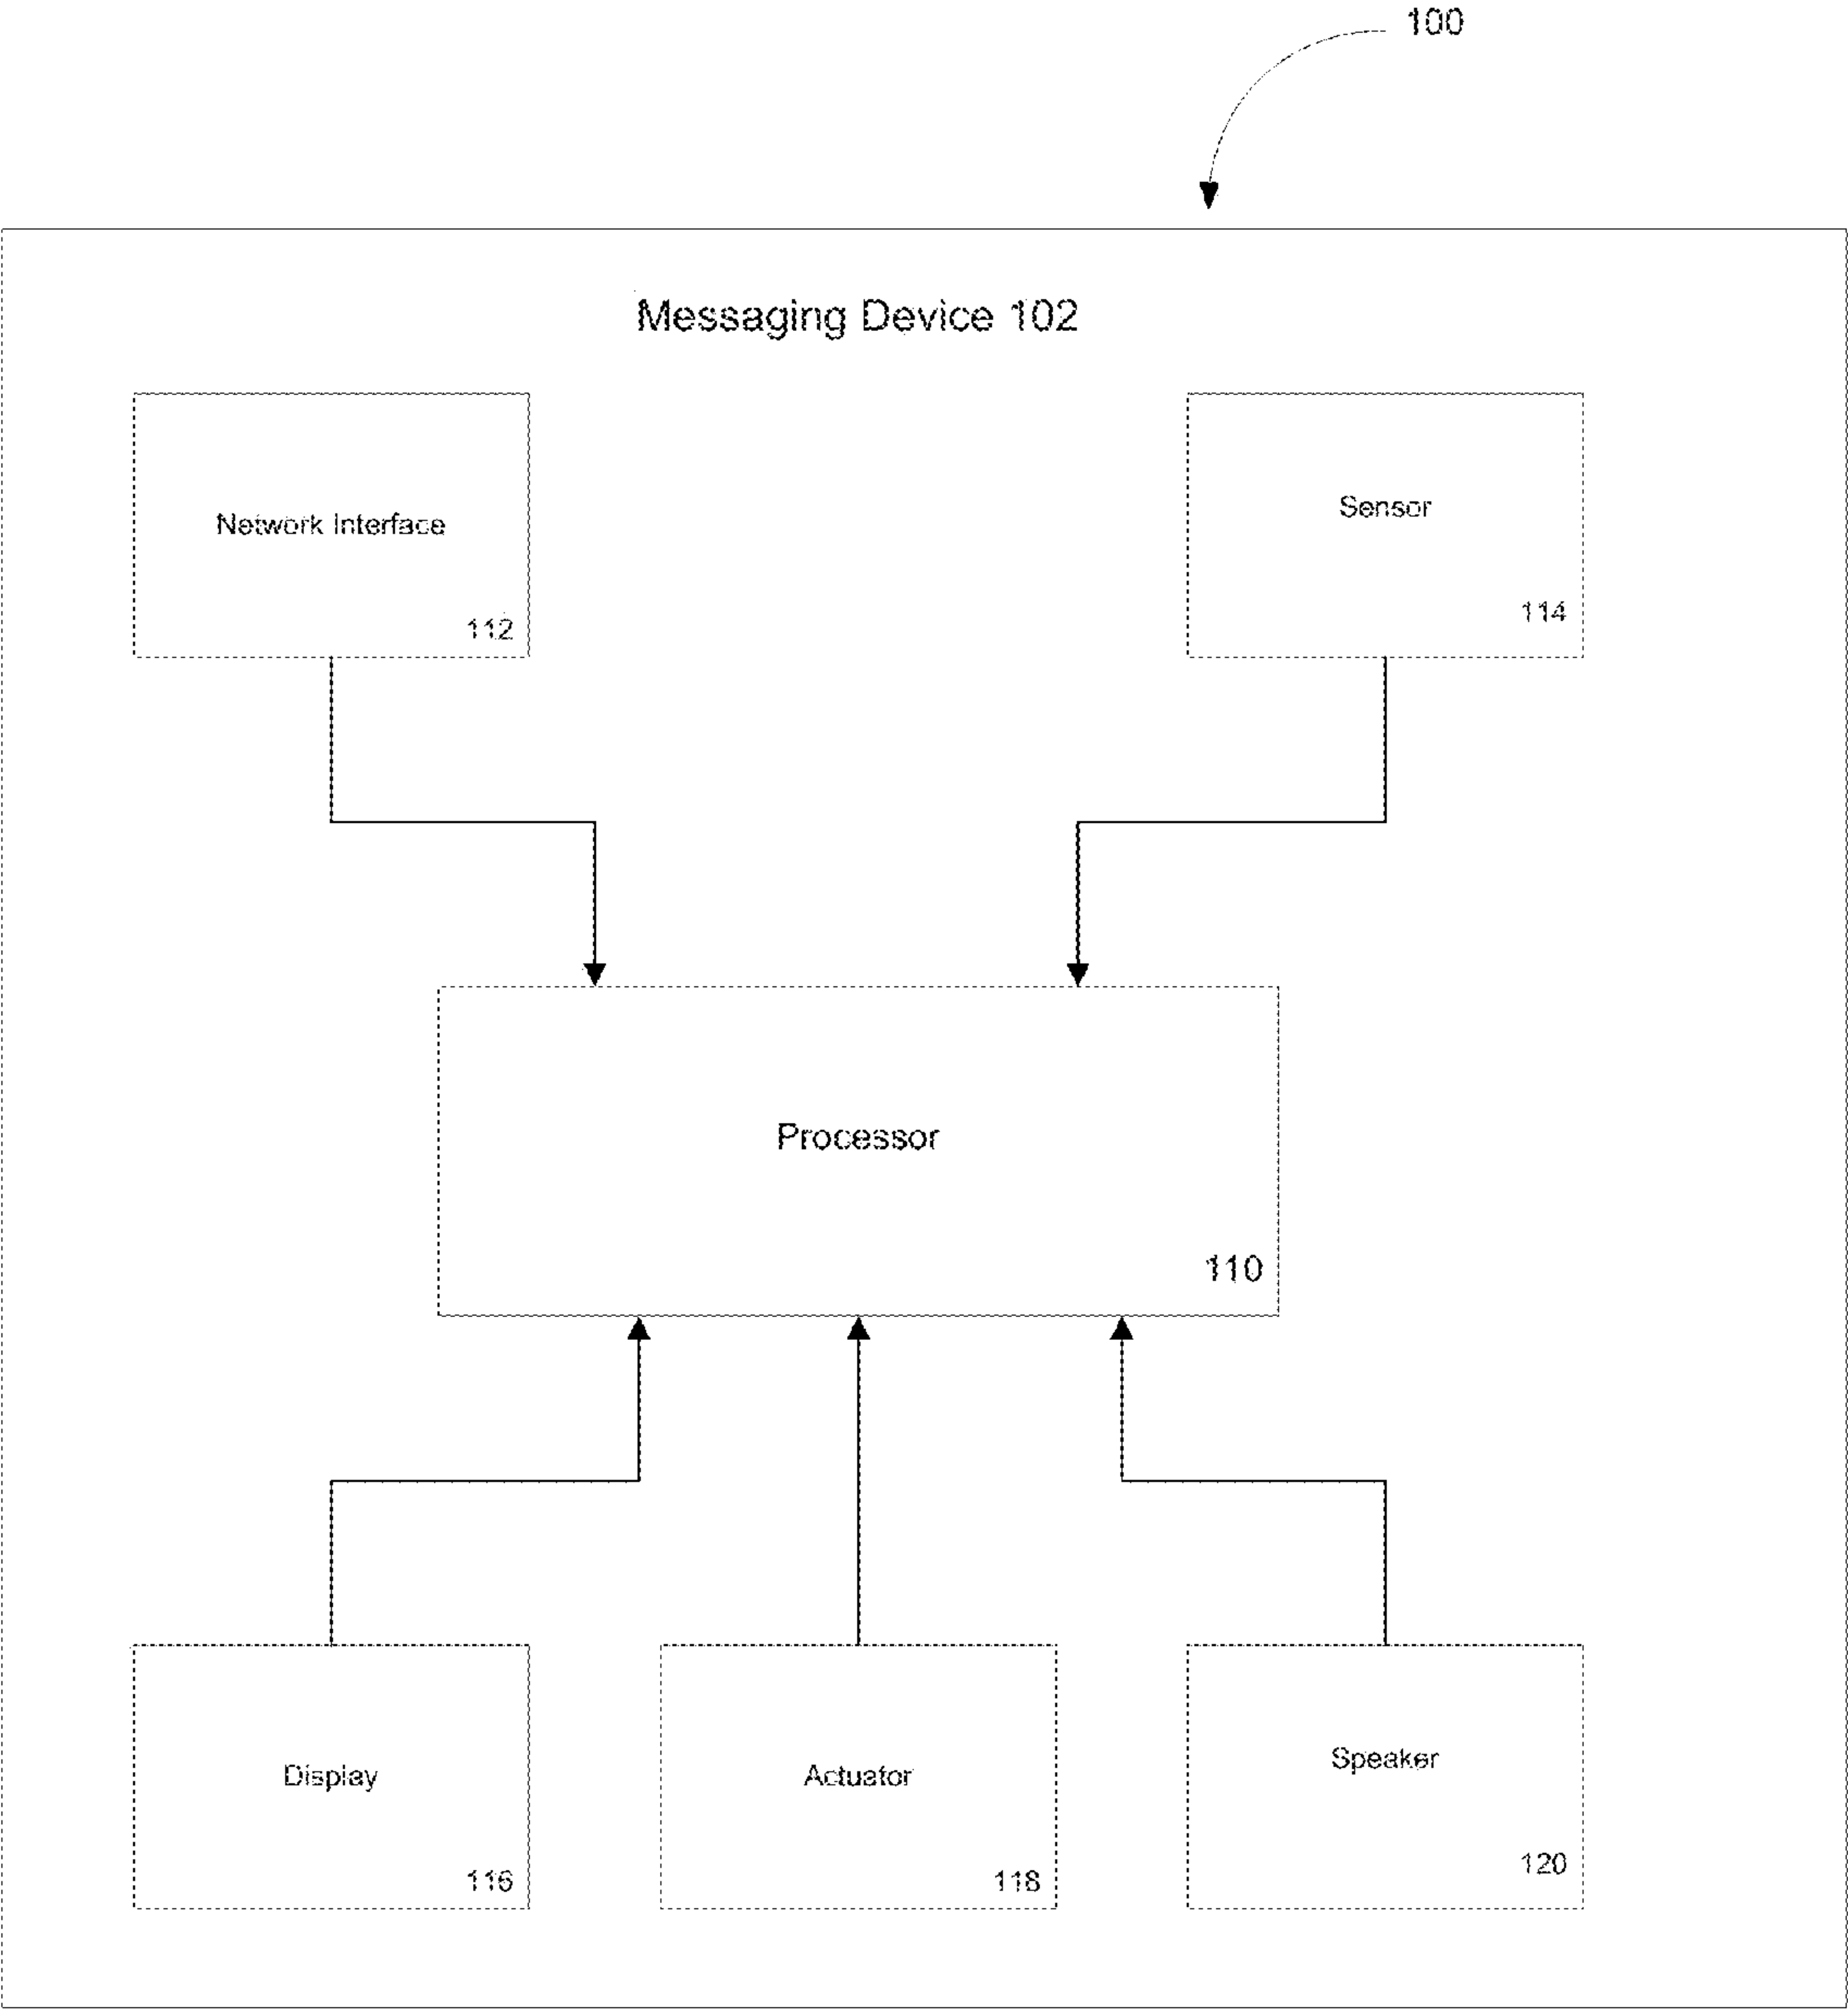 100
Messaging Device 102
Network Interface
112
Sensor
114
Processor
110
Display
116
Actuator
118
Speaker
120